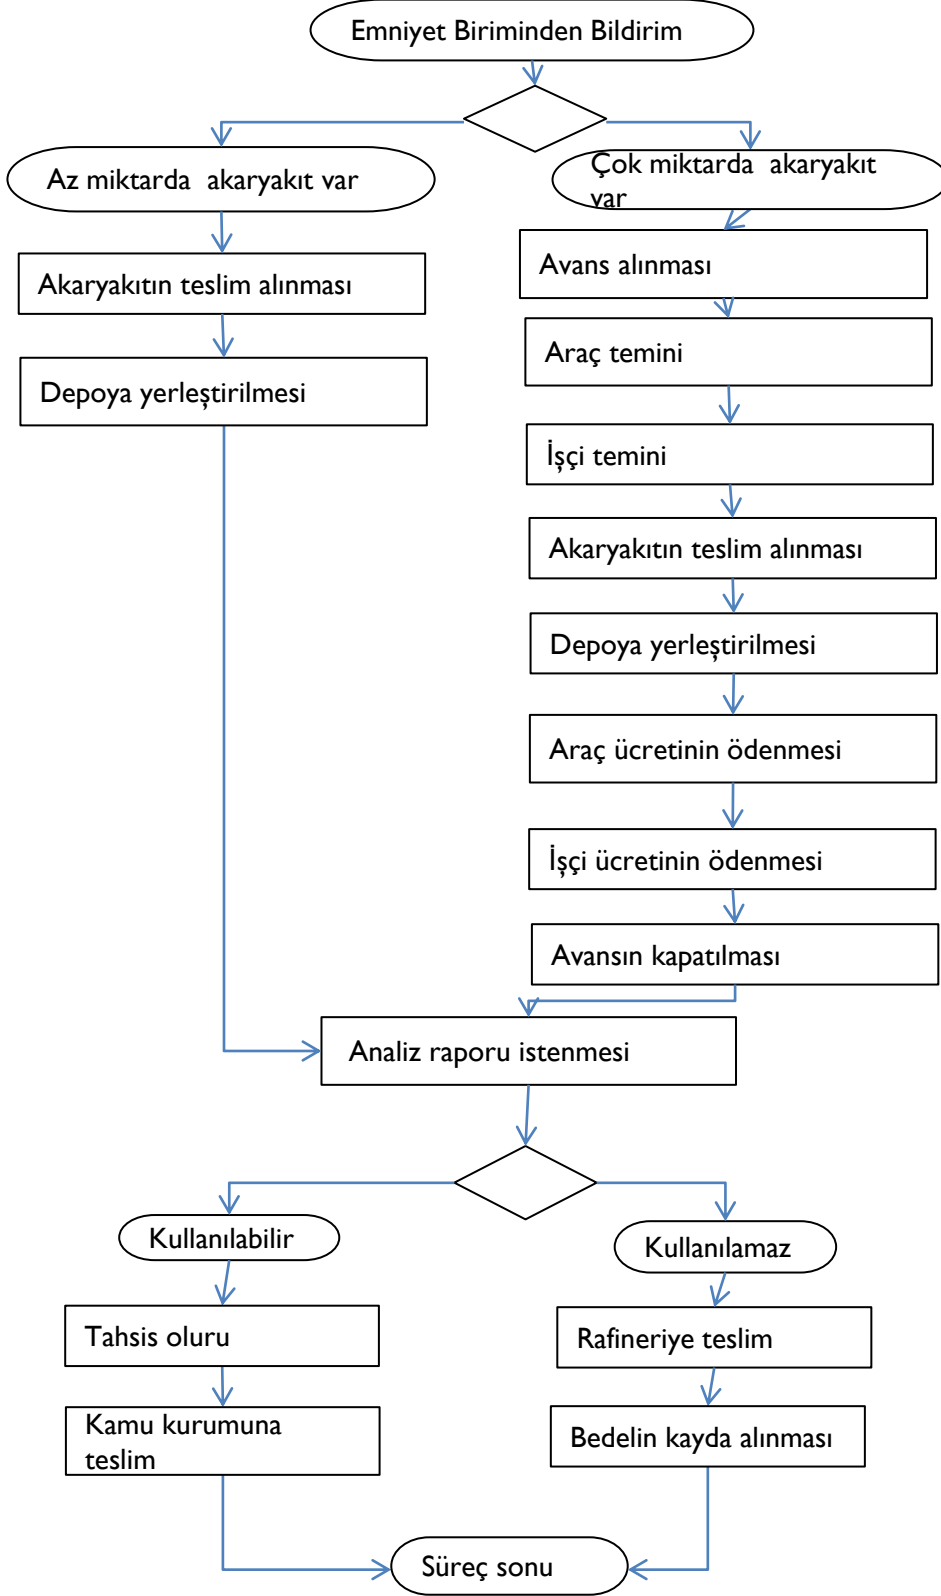 Emniyet Biriminden Bildirim
Az miktarda akaryakıt var
Çok miktarda akaryakıt
var
Akaryakıtın teslim alınması
Depoya yerleştirilmesi
Avans alınması
Araç temini
İşçi temini
Akaryakıtın teslim alınması
Depoya yerleştirilmesi
Araç ücretinin ödenmesi
İşçi ücretinin ödenmesi
Avansın kapatılması
Analiz raporu istenmesi
Kullanılabilir
Kullanılamaz
Tahsis oluru
Kamu kurumuna
teslim
Rafineriye teslim
Bedelin kayda alınması
Süreç sonu